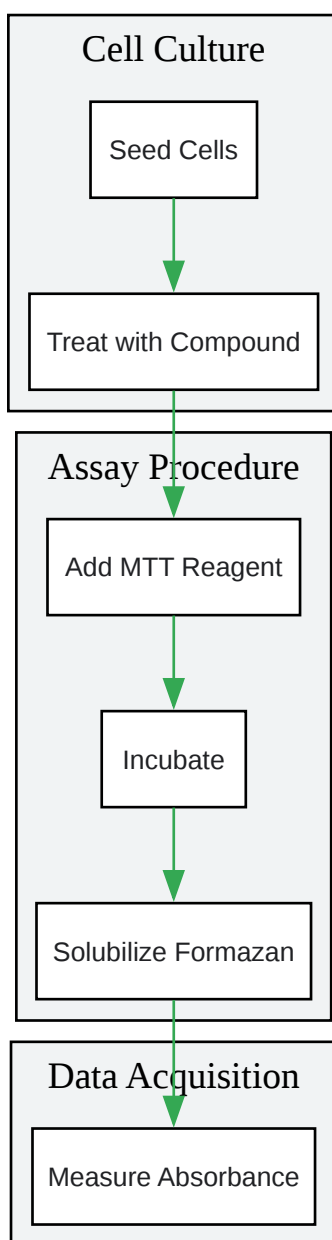 Cell Culture
Seed Cells
Treat with Compound
Assay Procedure
Add MTT Reagent
Incubate
Solubilize Formazan
Data Acquisition
Measure Absorbance